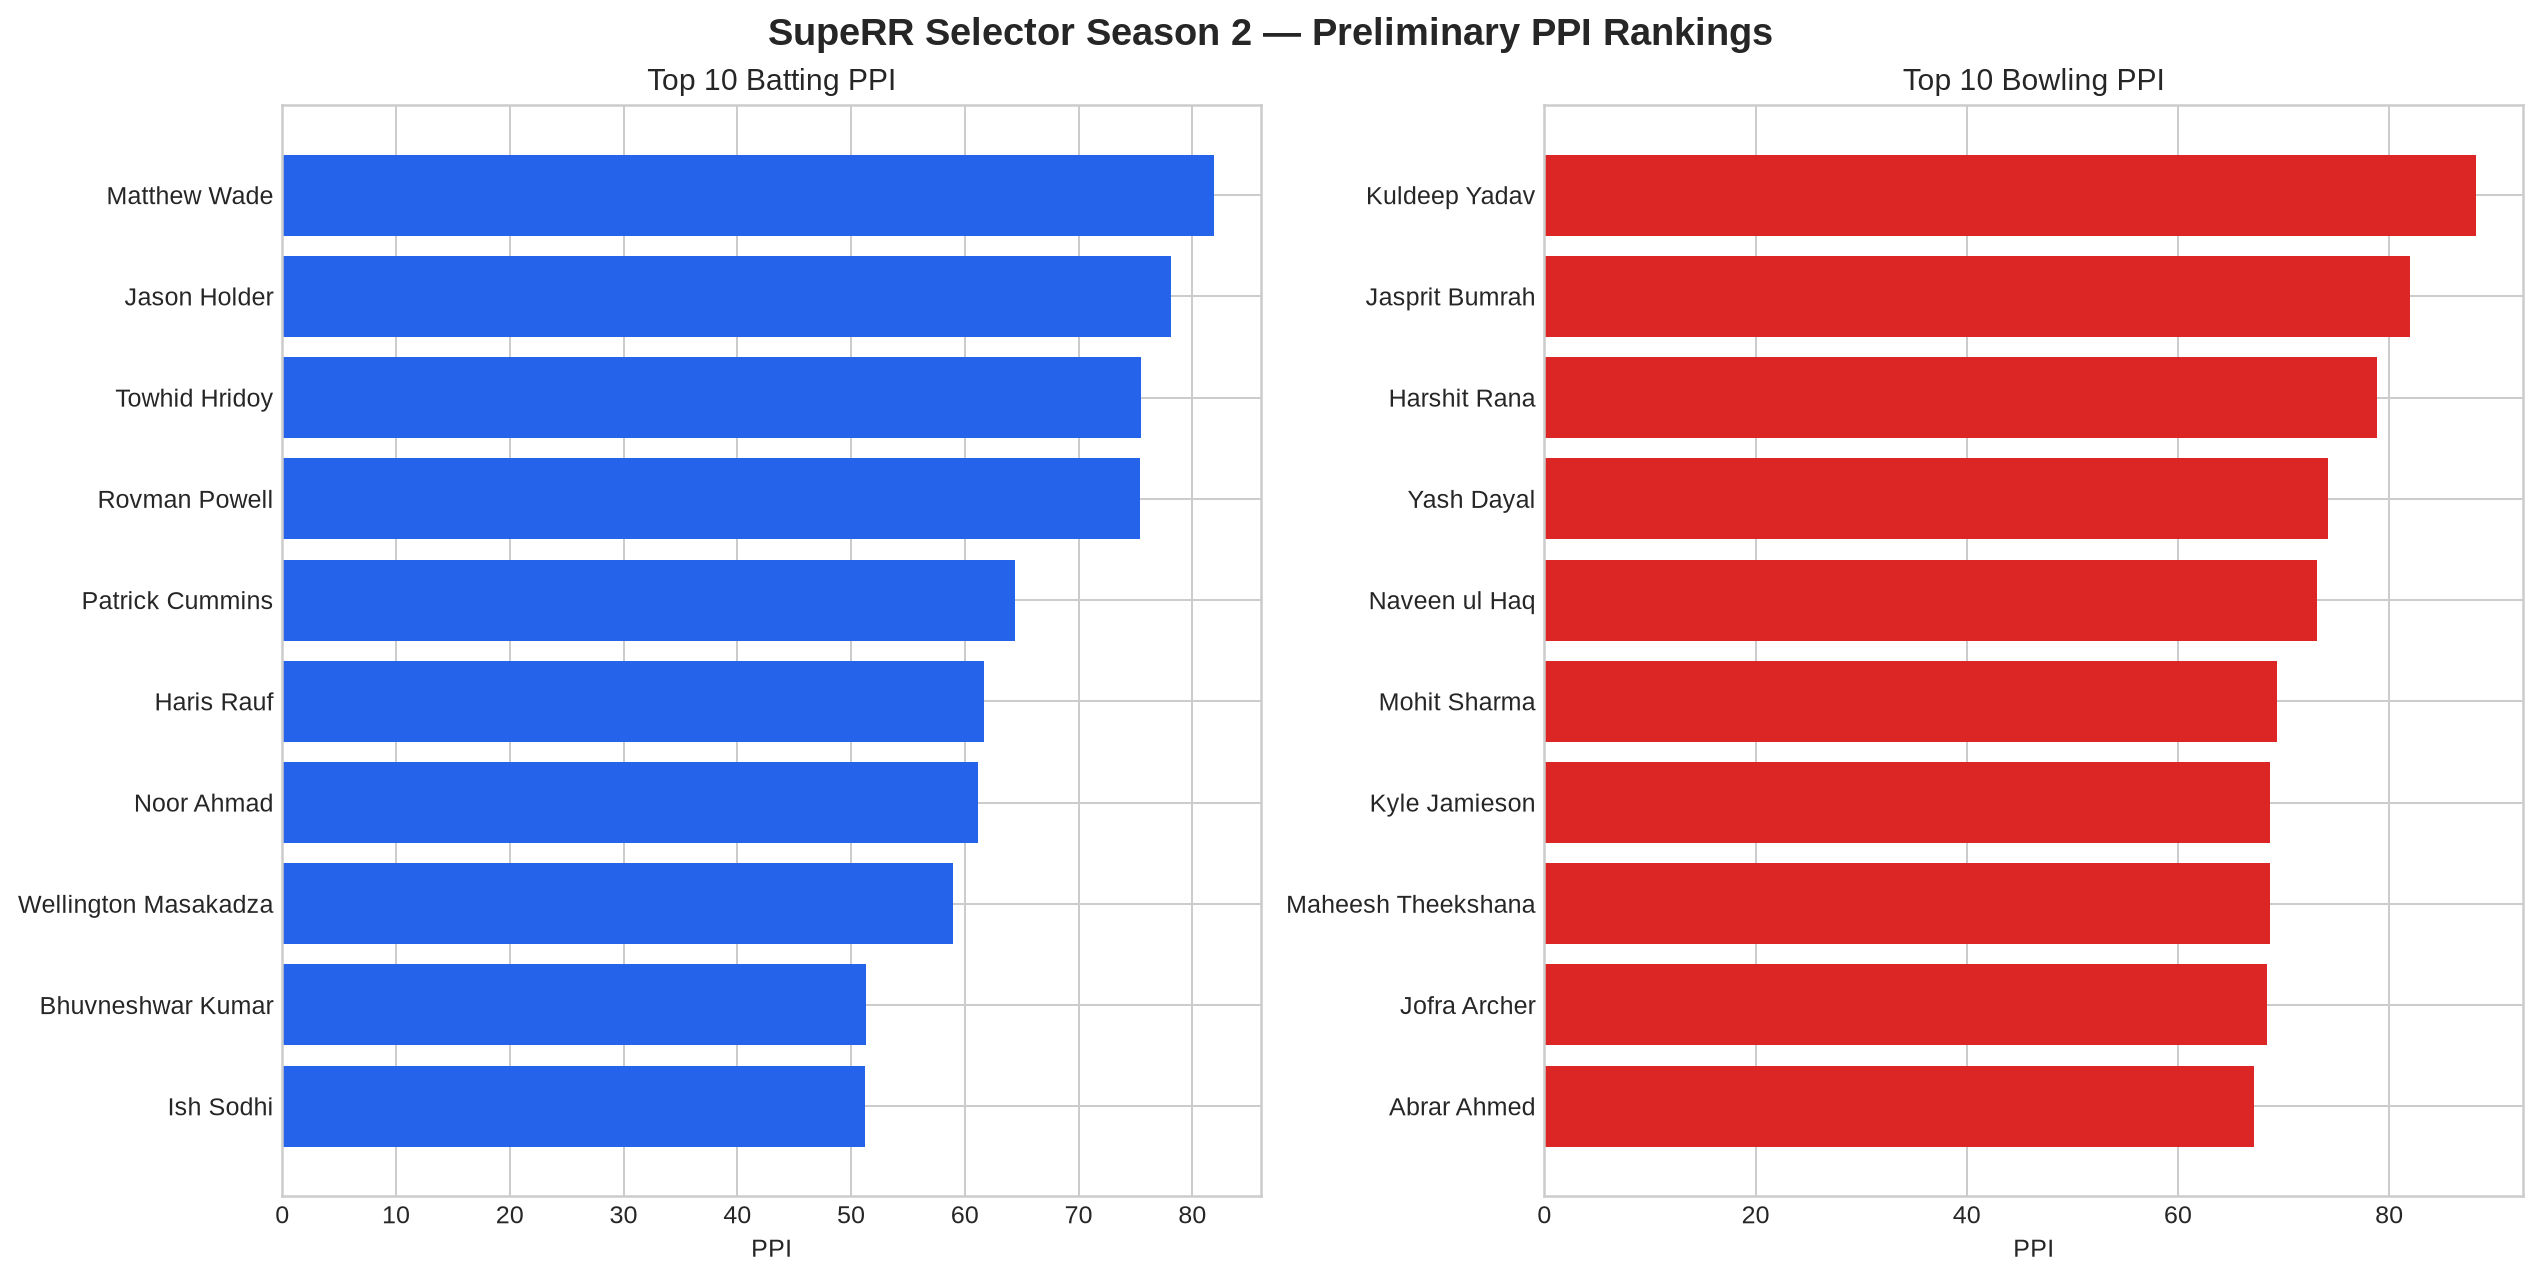 SupeRR Selector Season 2 — Preliminary PPI Rankings
Top 10 Batting PPI
Matthew Wade
Jason Holder
Towhid Hridoy
Rovman Powell
Patrick Cummins
Haris Rauf
Noor Ahmad
Wellington Masakadza
Bhuvneshwar Kumar
Ish Sodhi
0 10 20 30 40 50 60 70 80
PPI
Top 10 Bowling PPI
Kuldeep Yadav
Jasprit Bumrah
Harshit Rana
Yash Dayal
Naveen ul Haq
Mohit Sharma
Kyle Jamieson
Maheesh Theekshana
Jofra Archer
Abrar Ahmed
0 20 40 60 80
PPI